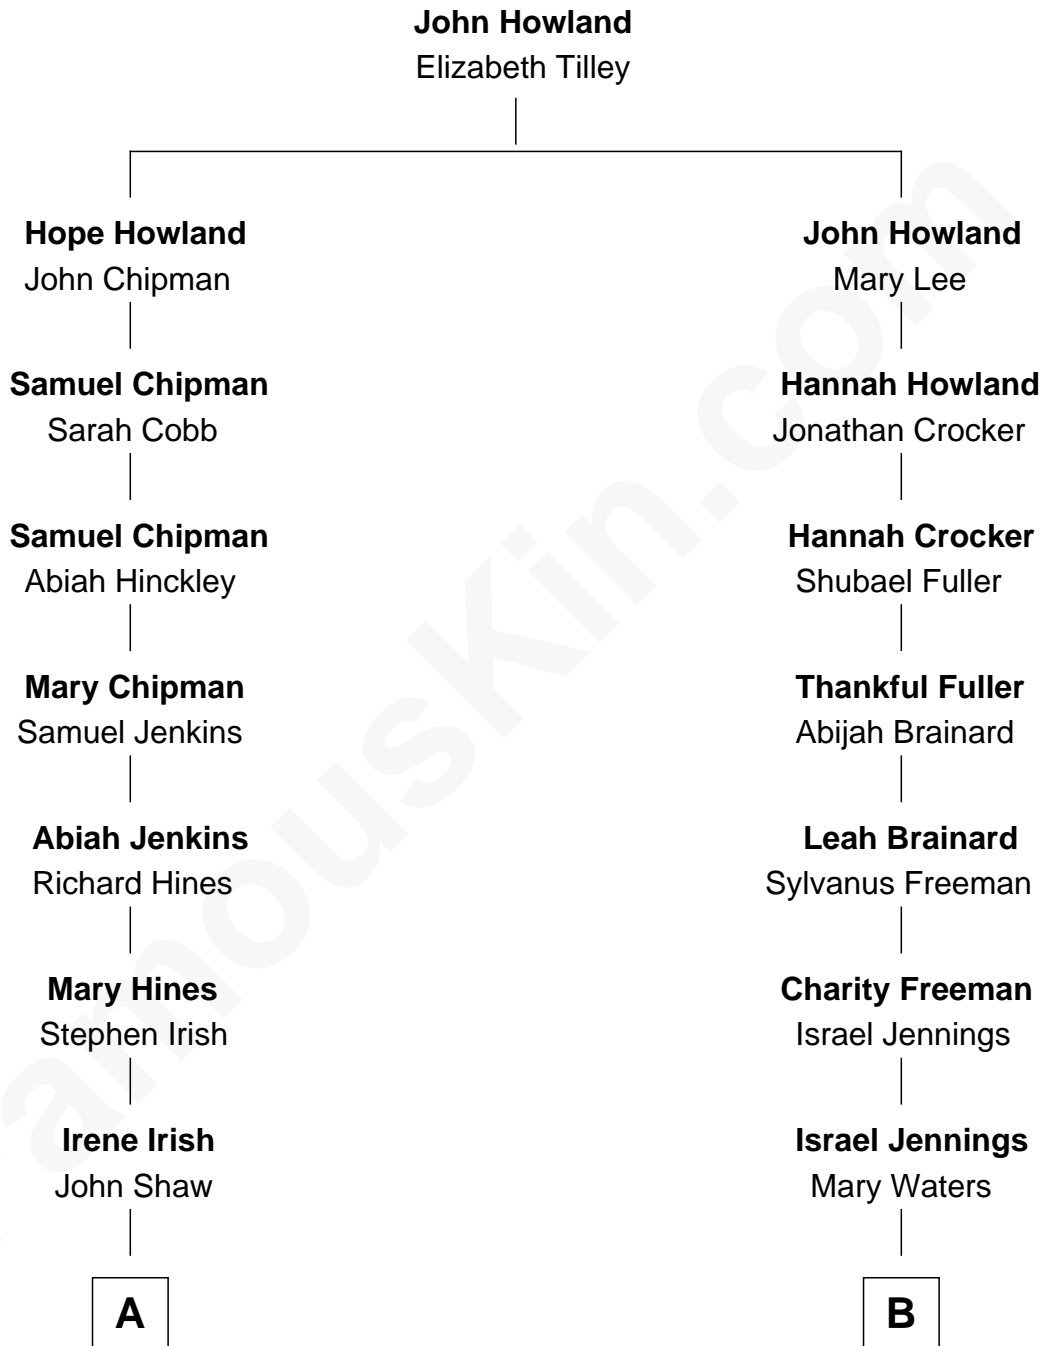 John Howland
Elizabeth Tilley
Hope Howland
John Chipman
John Howland
Mary Lee
Samuel Chipman
Sarah Cobb
Hannah Howland
Jonathan Crocker
Samuel Chipman
Abiah Hinckley
Hannah Crocker
Shubael Fuller
Mary Chipman
Samuel Jenkins
Thankful Fuller
Abijah Brainard
Abiah Jenkins
Richard Hines
Leah Brainard
Sylvanus Freeman
Mary Hines
Stephen Irish
Charity Freeman
Israel Jennings
Irene Irish
John Shaw
Israel Jennings
Mary Waters
A
B
amouskin.com